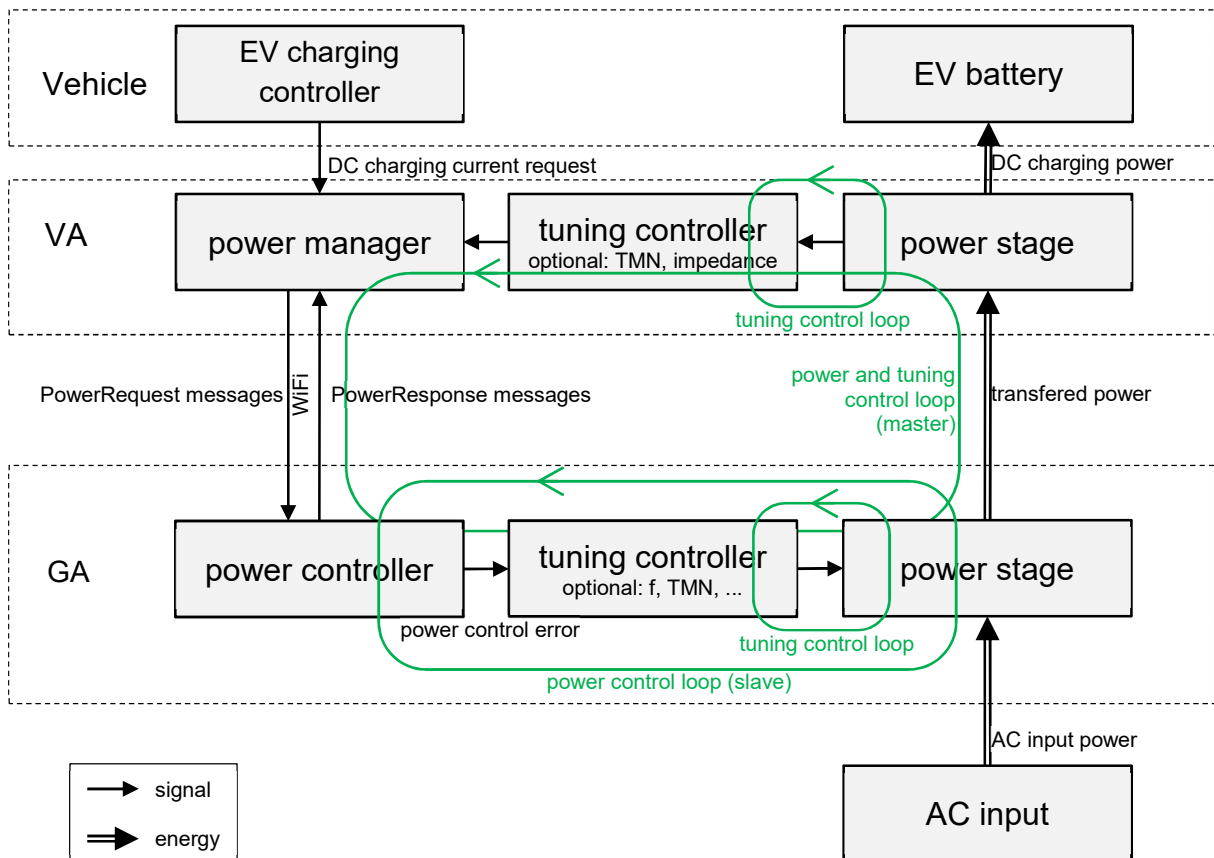 EV charging
controller
EV battery
Vehicle
DC charging current request
DC charging power
VA
power manager
tuning controller
optional: TMN, impedance
power stage
tuning control loop
PowerRequest messages
WiFi
PowerResponse messages
power and tuning
control loop
(master)
transfered power
GA
power controller
tuning controller
optional: f, TMN, ...
power stage
power control error
tuning control loop
power control loop (slave)
AC input power
signal
energy
AC input